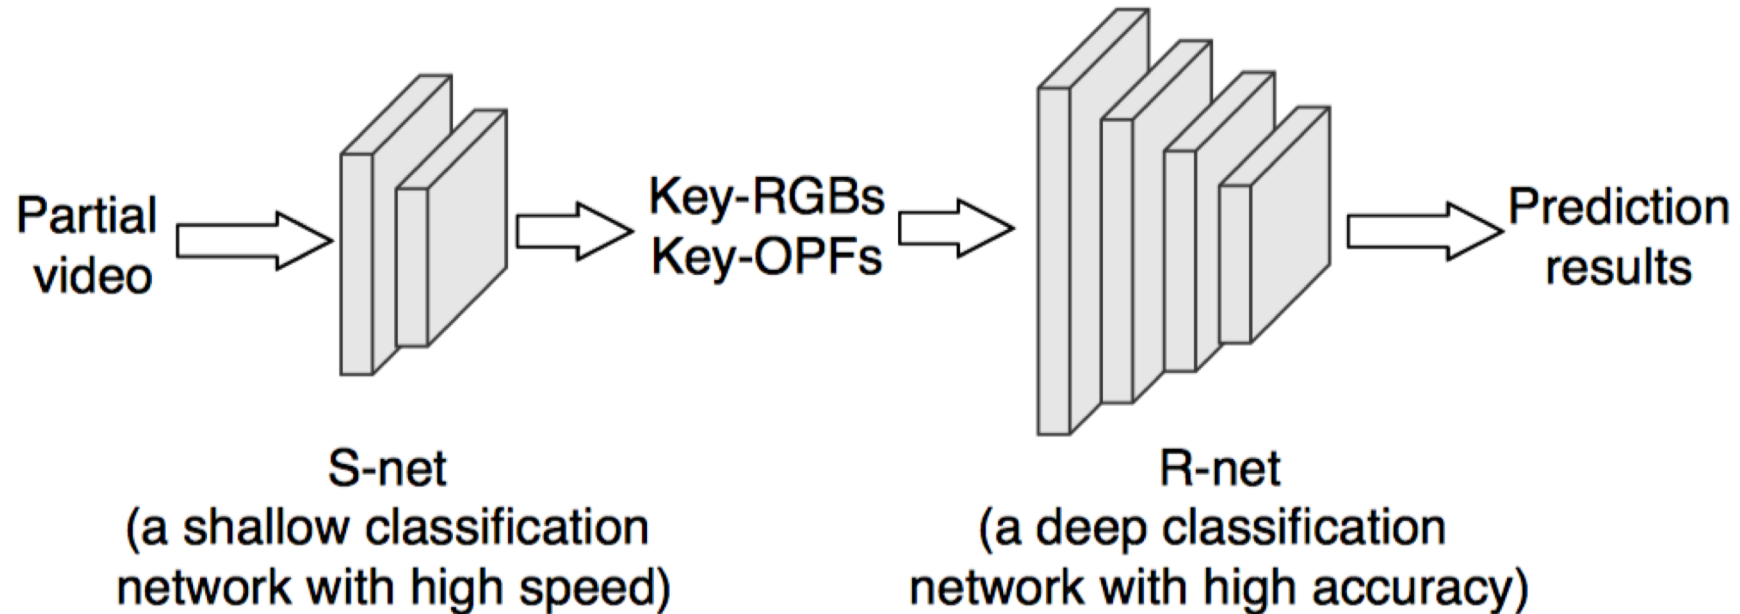 Partial
video
Key-RGBs
Key-OPFs
Prediction
results
S-net
(a shallow classification
network with high speed)
R-net
(a deep classification
network with high accuracy)